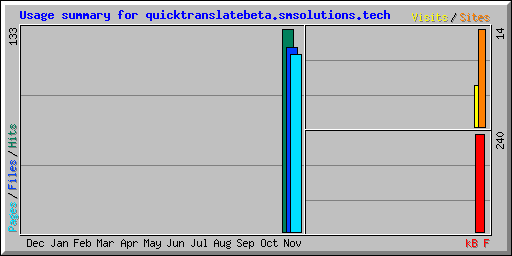 Usage summary for quicktranslatebeta.smsolutions.tech
Visits/Sites
133
14
Pages/Files/Hits
240
Dec Jan Feb Mar Apr May Jun Jul Aug Sep Oct Nov
kB F